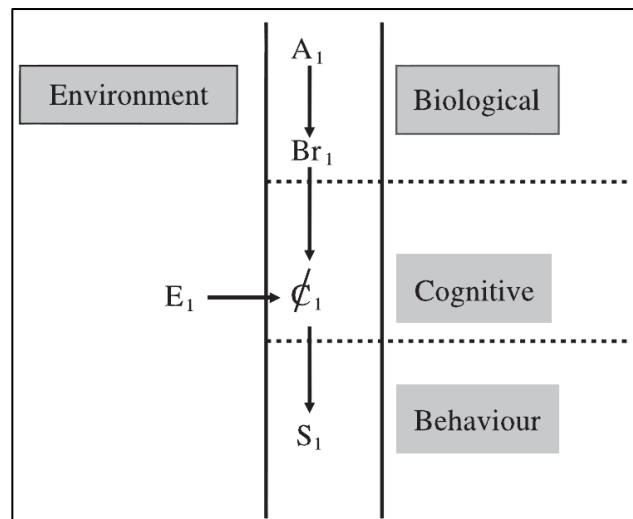 A₁
Environment
Biological
Br₁
E₁
₵₁
Cognitive
S₁
Behaviour